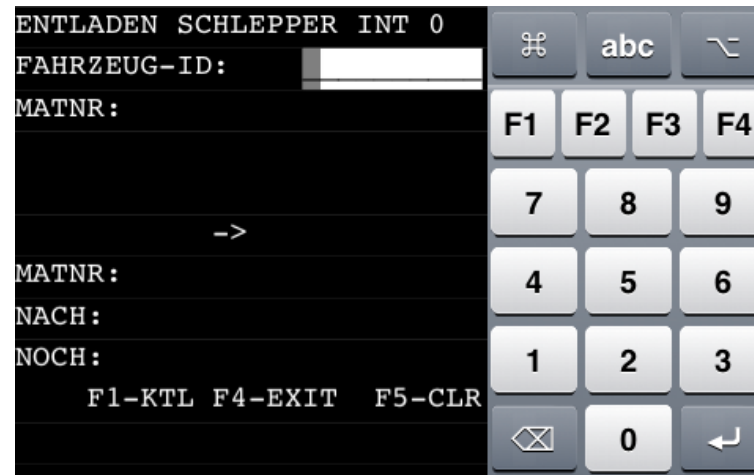 ENTLADEN SCHLEPPER INT 0
FAHRZEUG-ID:
MATNR:
->
MATNR:
NACH:
NOCH:
F1-KTL F4-EXIT F5-CLR
⌘ abc ⌥
F1 F2 F3 F4
7 8 9
4 5 6
1 2 3
0